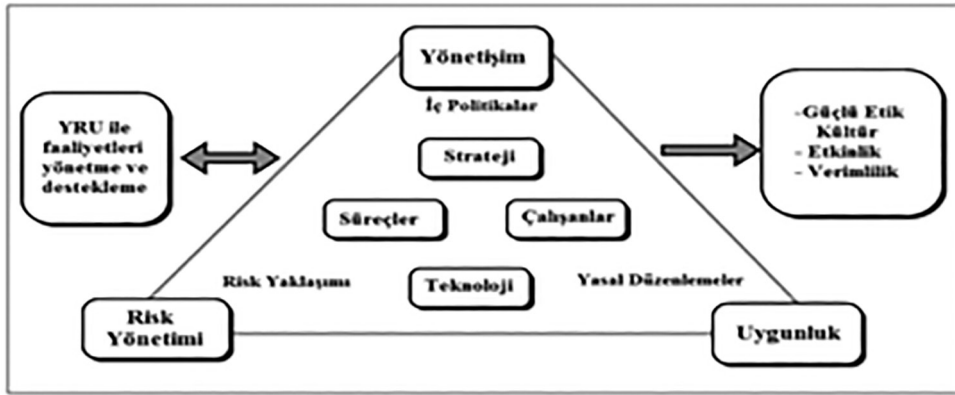 Yönetişim
İç Politikalar
YRU ile
faaliyetleri
yönetme ve
destekleme
-Güçlü Etik
Kültür
- Etkinlik
- Verimlilik
Strateji
Süreçler
Çalışanlar
Risk Yaklaşımı
Teknoloji
Yasal Düzenlemeler
Risk
Yönetimi
Uygunluk